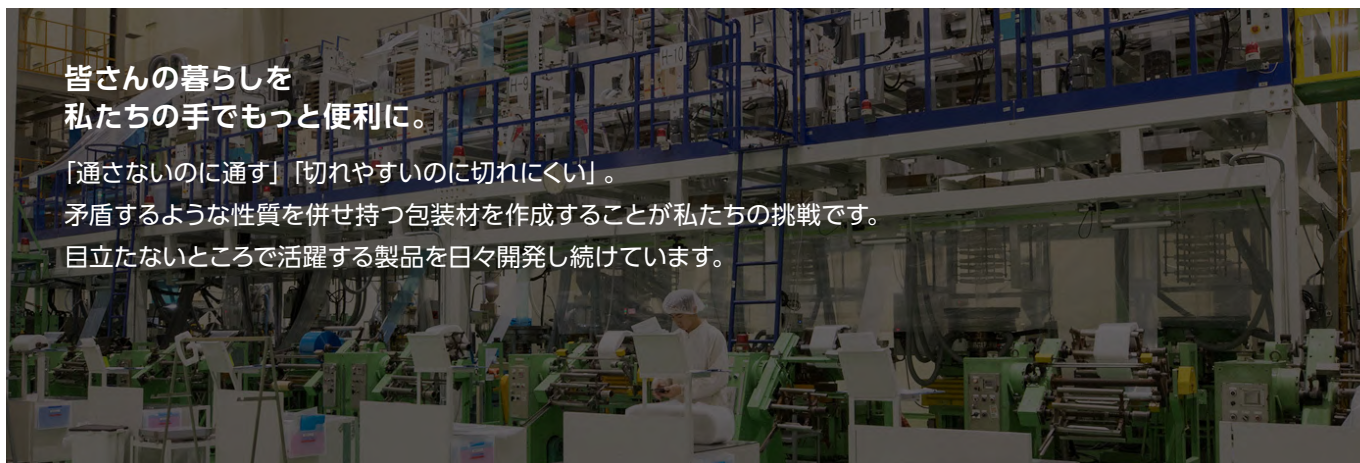 皆さんの暮らしを
私たちの手でもっと便利に。
「通さないのに通す」「切れやすいのに切れにくい」。
矛盾するような性質を併せ持つ包装材を作成することが私たちの挑戦です。
目立たないところで活躍する製品を日々開発し続けています。
H-11
H-10
H-9